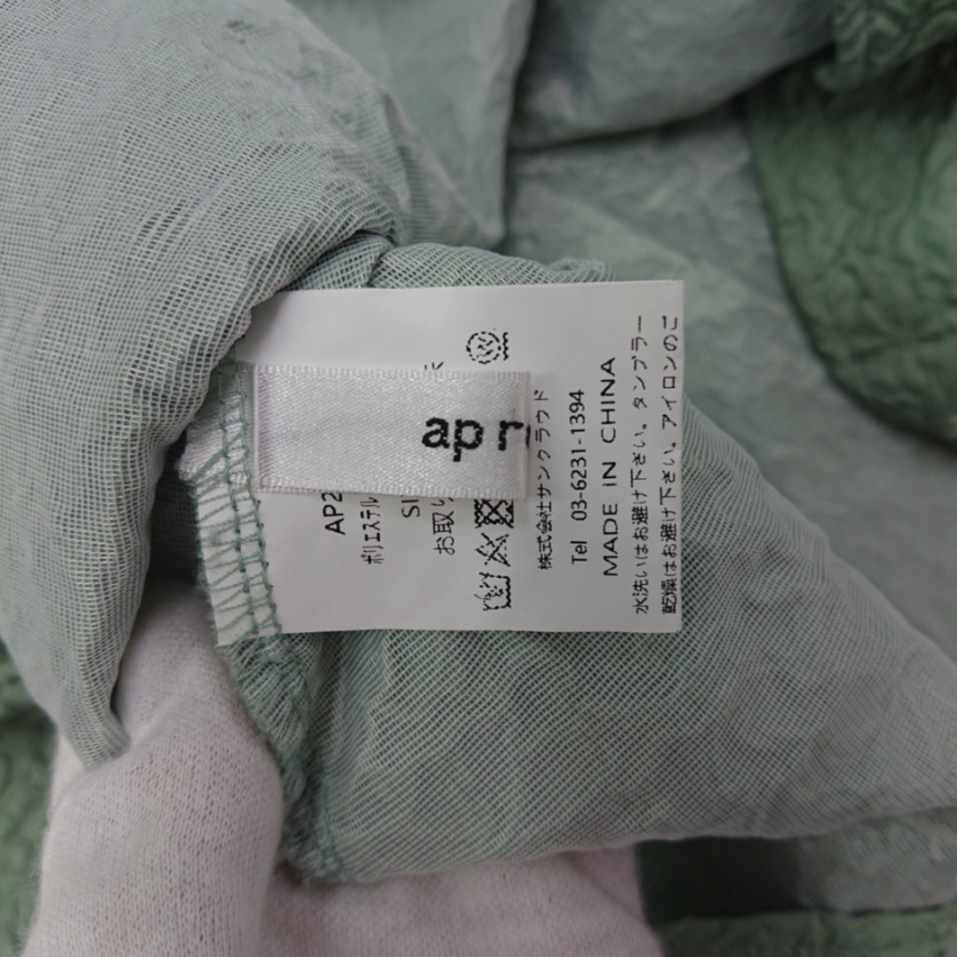 ap r
AP2
ポリエステル
SI
お取り
株式会社サンクラウド
Tel 03-6231-1394
MADE IN CHINA
水洗いはお避け下さい。タンブラー
乾燥はお避け下さい。アイロンのこ